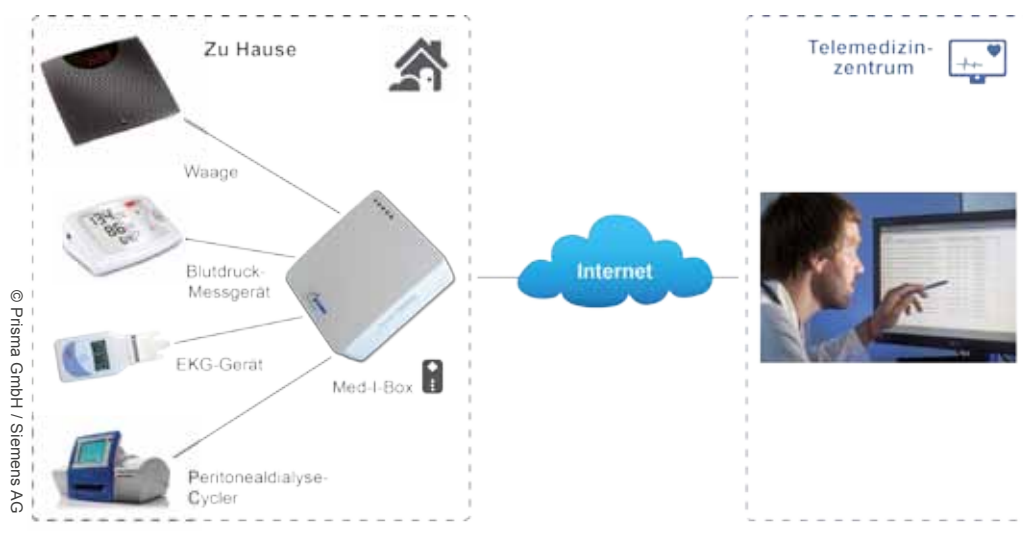 Zu Hause
Waage
Blutdruck-
Messgerät
EKG-Gerät
Peritonealdialyse-
Cycler
Med-I-Box
Internet
Telemedizin-
zentrum
© Prisma GmbH / Siemens AG